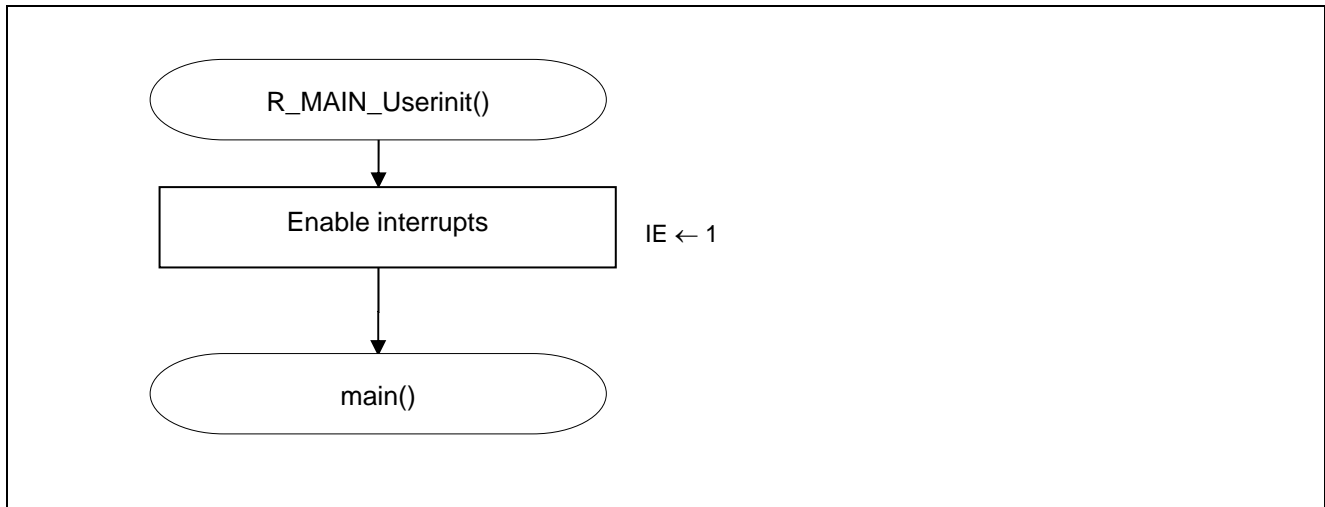 R_MAIN_Userinit()
Enable interrupts
IE ← 1
main()